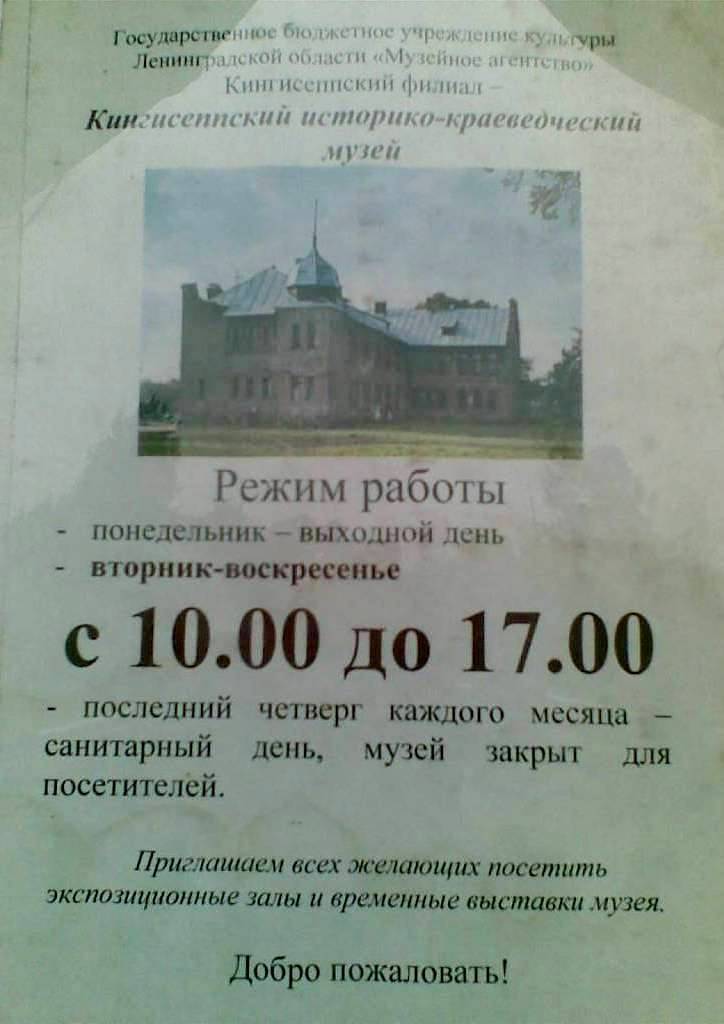 Государственное бюджетное учреждение культуры
Ленинградской области «Музейное агентство»
Кингисеппский филиал –
Кингисеппский историко-краеведческий
музей
Режим работы
- понедельник – выходной день
- вторник-воскресенье
с 10.00 до 17.00
- последний четверг каждого месяца –
санитарный день, музей закрыт для
посетителей.
Приглашаем всех желающих посетить
экспозиционные залы и временные выставки музея.
Добро пожаловать!